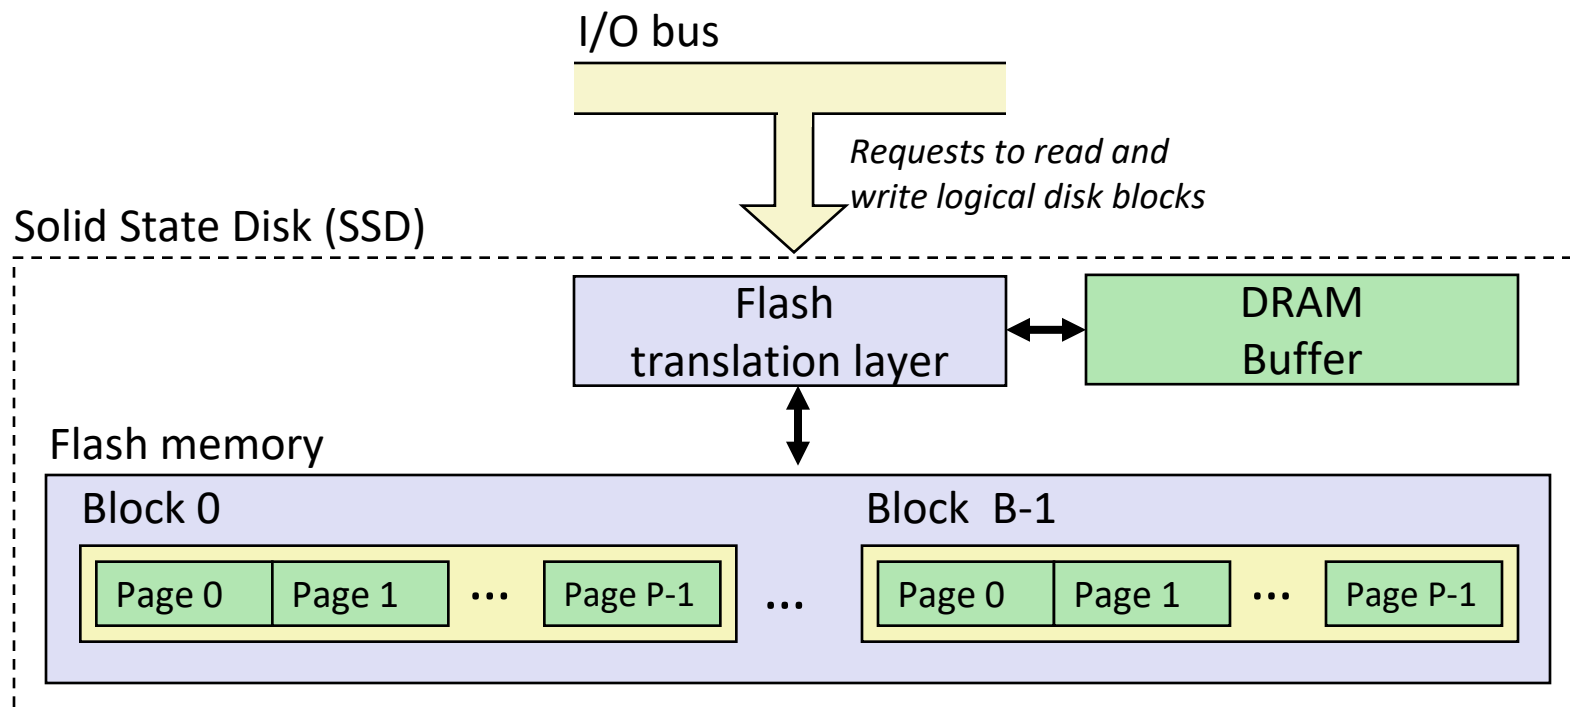 I/O bus
Requests to read and
write logical disk blocks
Solid State Disk (SSD)
Flash
translation layer
DRAM
Buffer
Flash memory
Block 0
Block B-1
Page 0
Page 1
...
Page P-1
...
Page 0
Page 1
...
Page P-1